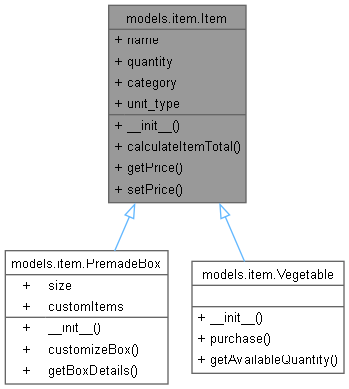 models.item.Item
+ name
+ quantity
+ category
+ unit_type
+ __init__()
+ calculateItemTotal()
+ getPrice()
+ setPrice()
models.item.PremadeBox
+ size
+ customItems
+ __init__()
+ customizeBox()
+ getBoxDetails()
models.item.Vegetable
+ __init__()
+ purchase()
+ getAvailableQuantity()